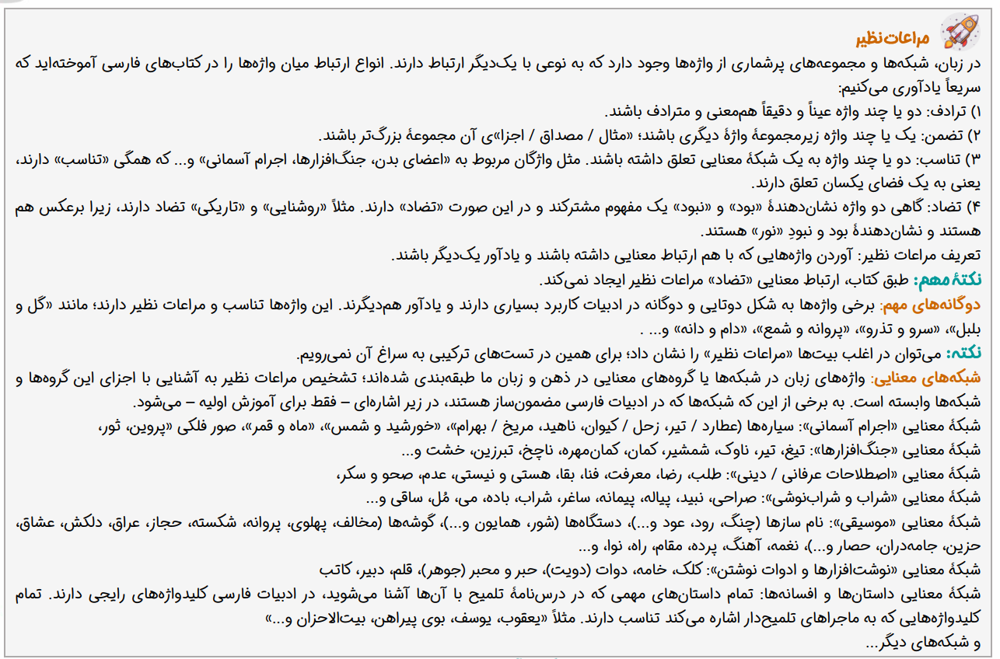 مراعات‌نظیر
در زبان، شبکه‌ها و مجموعه‌های پرشماری از واژه‌ها وجود دارد که به نوعی با یک‌دیگر ارتباط دارند. انواع ارتباط میان واژه‌ها را در کتاب‌های فارسی آموخته‌اید که
سریعاً یادآوری می‌کنیم:
۱) ترادف: دو یا چند واژه عیناً و دقیقاً هم‌معنی و مترادف باشند.
۲) تضمن: یک یا چند واژه زیرمجموعهٔ واژهٔ دیگری باشند؛ «مثال / مصداق / اجزا»ی آن مجموعهٔ بزرگ‌تر باشند.
۳) تناسب: دو یا چند واژه به یک شبکهٔ معنایی تعلق داشته باشند. مثل واژگان مربوط به «اعضای بدن، جنگ‌افزارها، اجرام آسمانی» و... که همگی «تناسب» دارند،
یعنی به یک فضای یکسان تعلق دارند.
۴) تضاد: گاهی دو واژه نشان‌دهندهٔ «بود» و «نبود» یک مفهوم مشترکند و در این صورت «تضاد» دارند. مثلاً «روشنایی» و «تاریکی» تضاد دارند، زیرا برعکس هم
هستند و نشان‌دهندهٔ بود و نبودِ «نور» هستند.
تعریف مراعات نظیر: آوردن واژه‌هایی که با هم ارتباط معنایی داشته باشند و یادآور یک‌دیگر باشند.
نکتهٔ مهم: طبق کتاب، ارتباط معنایی «تضاد» مراعات نظیر ایجاد نمی‌کند.
دوگانه‌های مهم: برخی واژه‌ها به شکل دوتایی و دوگانه در ادبیات کاربرد بسیاری دارند و یادآور هم‌دیگرند. این واژه‌ها تناسب و مراعات نظیر دارند؛ مانند «گل و
بلبل»، «سرو و تذرو»، «پروانه و شمع»، «دام و دانه» و... .
نکته: می‌توان در اغلب بیت‌ها «مراعات نظیر» را نشان داد؛ برای همین در تست‌های ترکیبی به سراغ آن نمی‌رویم.
شبکه‌های معنایی: واژه‌های زبان در شبکه‌ها یا گروه‌های معنایی در ذهن و زبان ما طبقه‌بندی شده‌اند؛ تشخیص مراعات نظیر به آشنایی با اجزای این گروه‌ها و
شبکه‌ها وابسته است. به برخی از این که شبکه‌ها که در ادبیات فارسی مضمون‌ساز هستند، در زیر اشاره‌ای – فقط برای آموزش اولیه – می‌شود.
شبکهٔ معنایی «اجرام آسمانی»: سیاره‌ها (عطارد / تیر، زحل / کیوان، ناهید، مریخ / بهرام»، «خورشید و شمس»، «ماه و قمر»، صور فلکی «پروین، ثور،
شبکهٔ معنایی «جنگ‌افزارها»: تیغ، تیر، ناوک، شمشیر، کمان، کمان‌مهره، ناچخ، تبرزین، خشت و...
شبکهٔ معنایی «اصطلاحات عرفانی / دینی»: طلب، رضا، معرفت، فنا، بقا، هستی و نیستی، عدم، صحو و سکر،
شبکهٔ معنایی «شراب و شراب‌نوشی»: صراحی، نبید، پیاله، پیمانه، ساغر، شراب، باده، می، مُل، ساقی و...
شبکهٔ معنایی «موسیقی»: نام سازها (چنگ، رود، عود و...)، دستگاه‌ها (شور، همایون و...)، گوشه‌ها (مخالف، پهلوی، پروانه، شکسته، حجاز، عراق، دلکش، عشاق،
حزین، جامه‌دران، حصار و...)، نغمه، آهنگ، پرده، مقام، راه، نوا، و...
شبکهٔ معنایی «نوشت‌افزارها و ادوات نوشتن»: کلک، خامه، دوات (دویت)، حبر و محبر (جوهر)، قلم، دبیر، کاتب
شبکهٔ معنایی داستان‌ها و افسانه‌ها: تمام داستان‌های مهمی که در درس‌نامهٔ تلمیح با آن‌ها آشنا می‌شوید، در ادبیات فارسی کلیدواژه‌های رایجی دارند. تمام
کلیدواژه‌هایی که به ماجراهای تلمیح‌دار اشاره می‌کند تناسب دارند. مثلاً «یعقوب، یوسف، بوی پیراهن، بیت‌الاحزان و...»
و شبکه‌های دیگر...